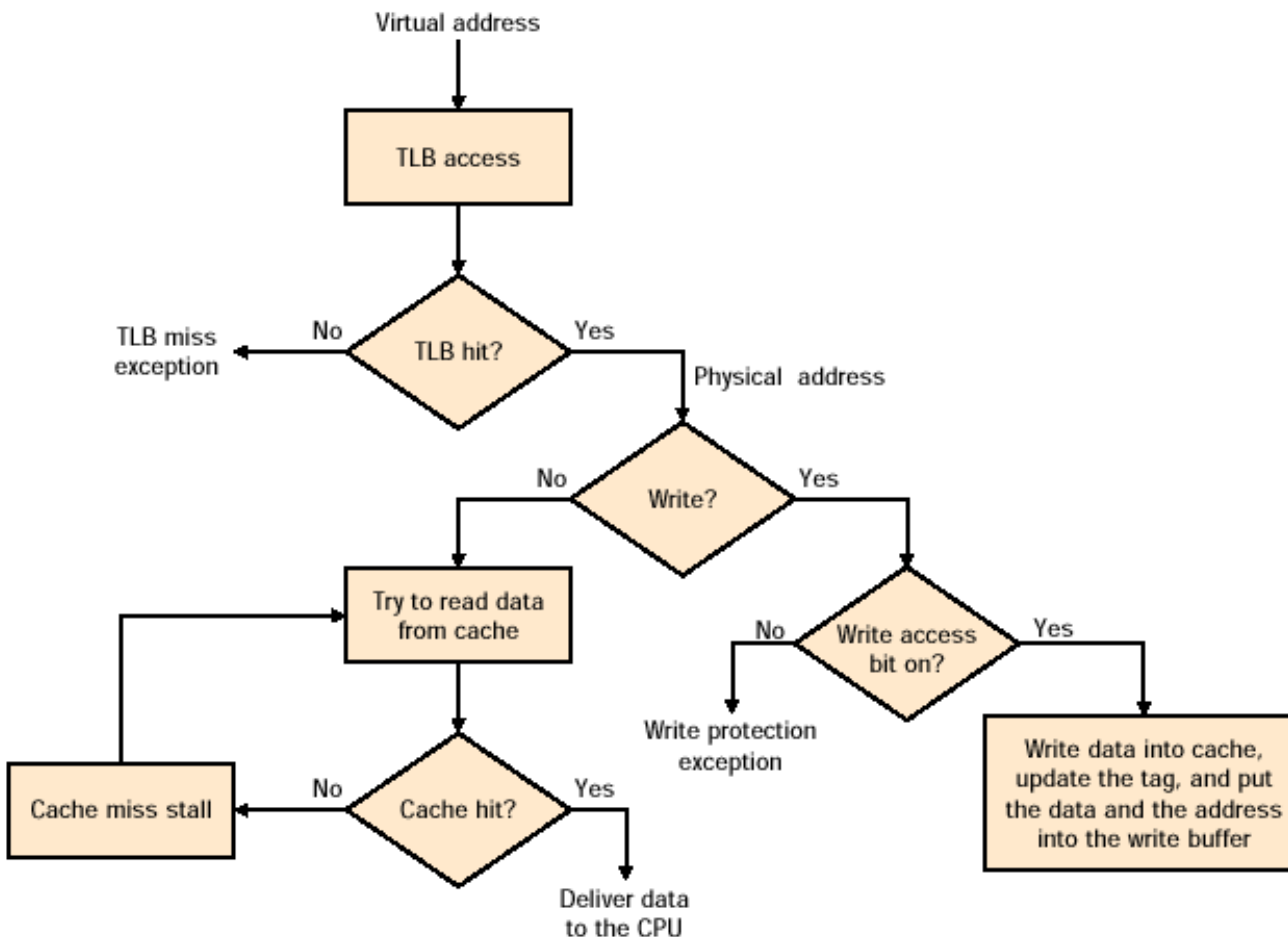 Virtual address
TLB access
TLB hit?
No
Yes
TLB miss
exception
Physical address
Write?
No
Yes
Try to read data
from cache
Write access
bit on?
No
Yes
Write protection
exception
Write data into cache,
update the tag, and put
the data and the address
into the write buffer
Cache hit?
No
Yes
Cache miss stall
Deliver data
to the CPU